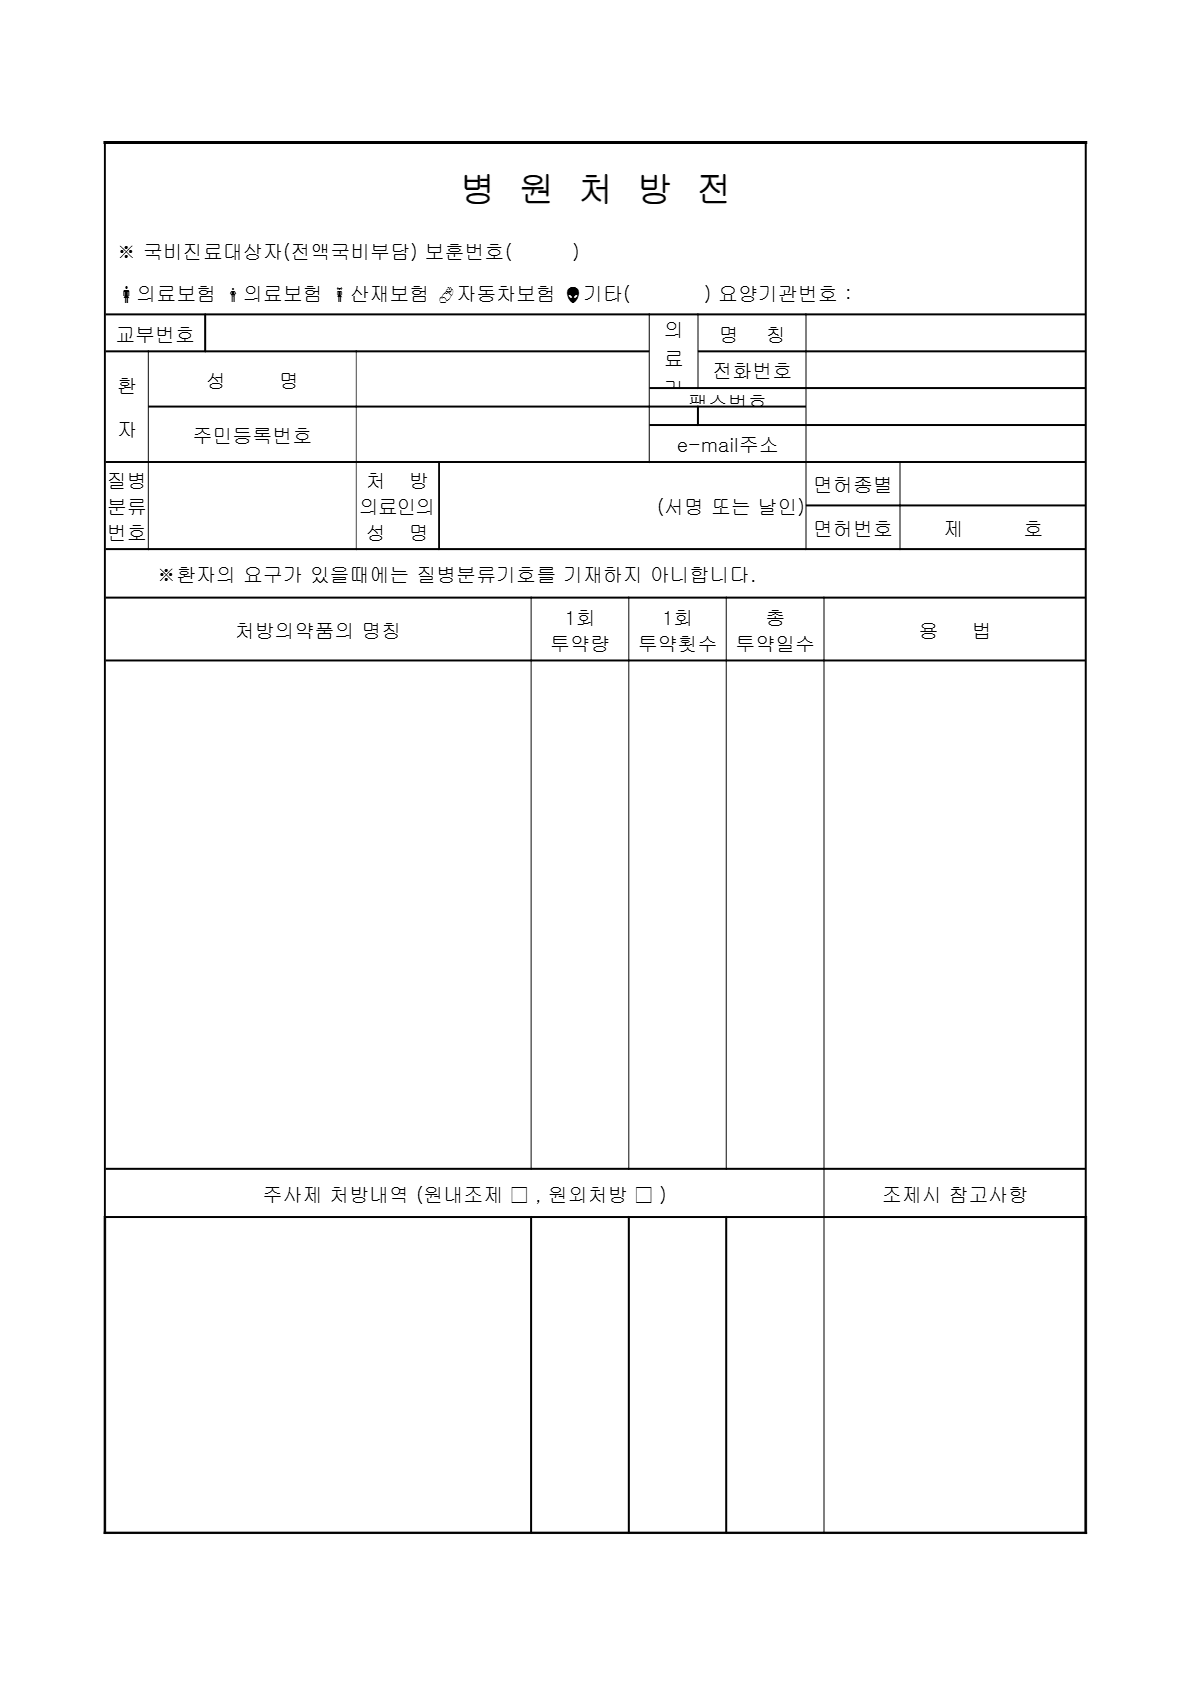 병 원 처 방 전
※ 국비진료대상자(전액국비부담) 보훈번호(      )
의료보험 의료보험 산재보험 자동차보험 기타(       ) 요양기관번호 :
교부번호
의
료
명 칭
전화번호
환
자
성 명
팩스번호
주민등록번호
e-mail주소
질병
분류
번호
처 방
의료인의
성 명
(서명 또는 날인)
면허종별
면허번호
제 호
※환자의 요구가 있을때에는 질병분류기호를 기재하지 아니합니다.
처방의약품의 명칭
1회
투약량
1회
투약횟수
총
투약일수
용 법
주사제 처방내역 (원내조제 □ , 원외처방 □ )
조제시 참고사항